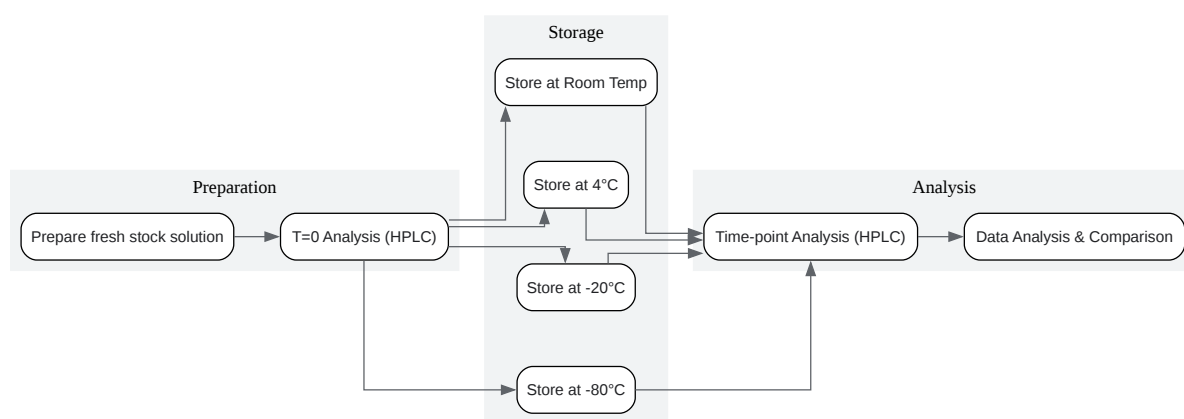 Storage
Store at Room Temp
Store at 4°C
Store at -20°C
Store at -80°C
Preparation
Prepare fresh stock solution
T=0 Analysis (HPLC)
Analysis
Time-point Analysis (HPLC)
Data Analysis & Comparison